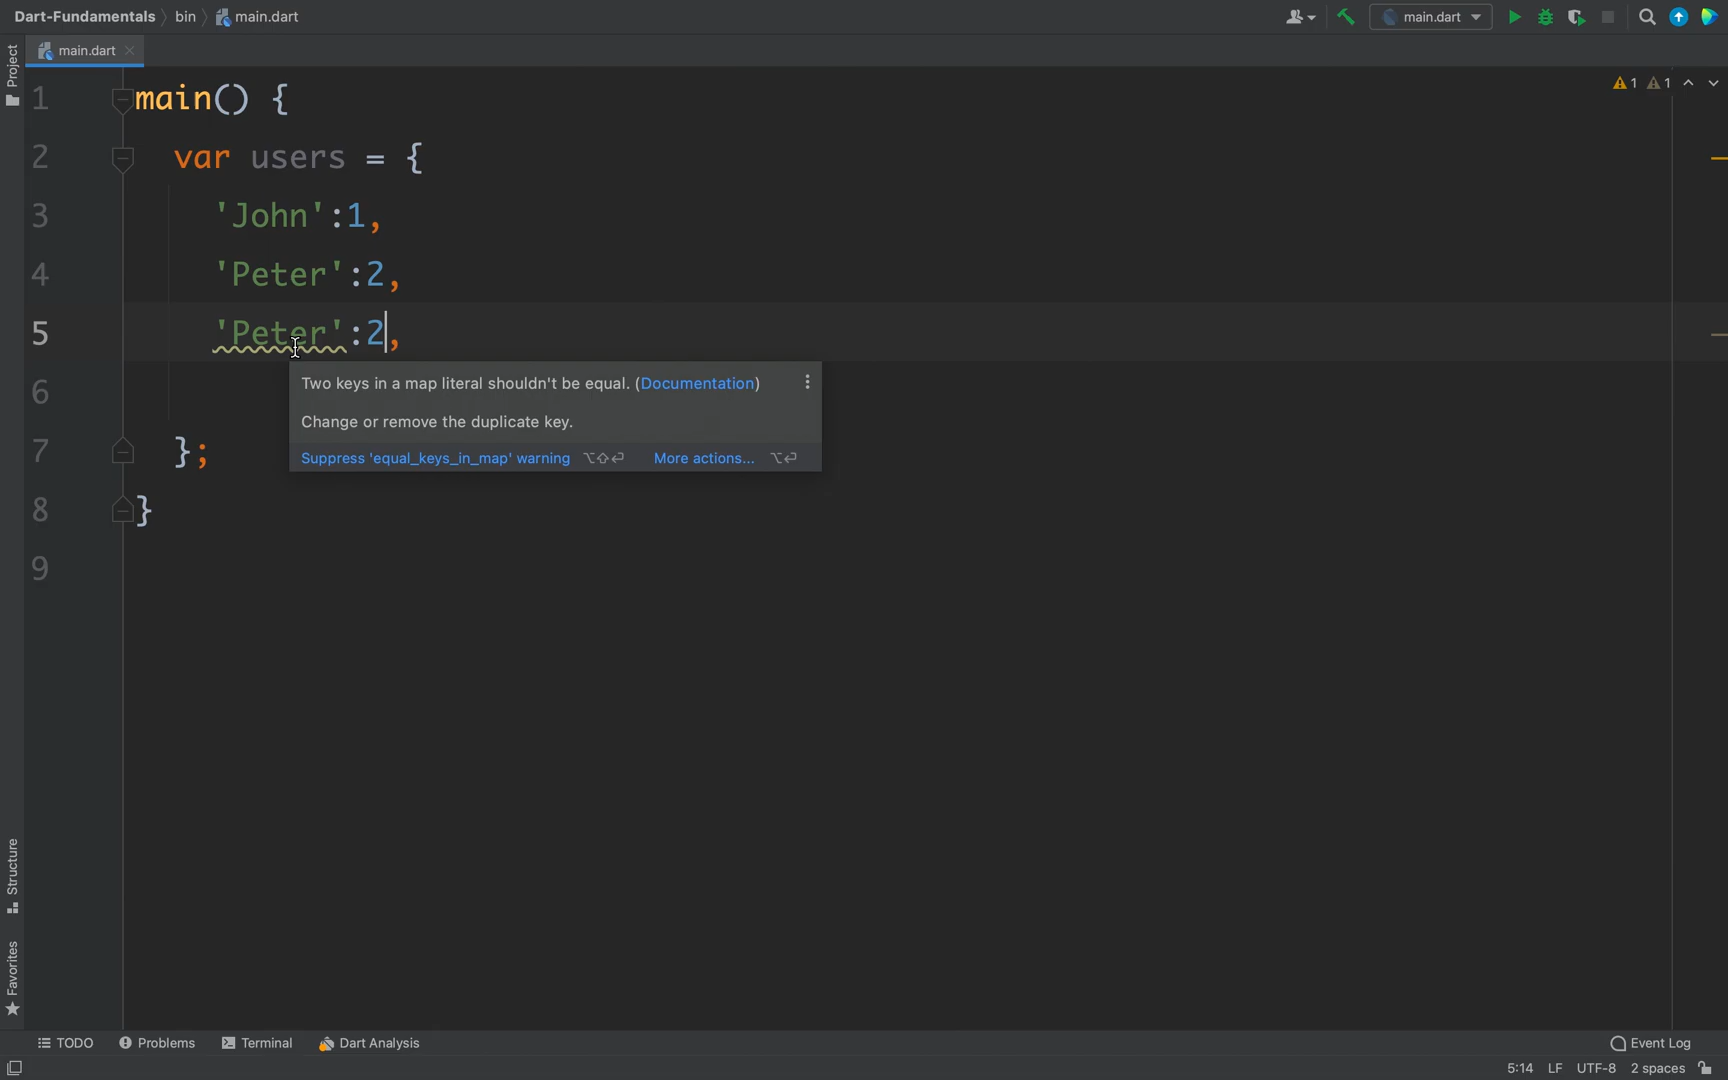 Dart-Fundamentals bin main.dart main.dart
main.dart
Project
1 main() {
2 var users = {
3 'John':1,
4 'Peter':2,
5 'Peter':2,
6
7 };
8 }
9
1 1
Two keys in a map literal shouldn't be equal. (Documentation)
Change or remove the duplicate key.
Suppress 'equal_keys_in_map' warning ⌥⇧⏎ More actions... ⌥⏎
Structure
Favorites
TODO Problems Terminal Dart Analysis Event Log
5:14 LF UTF-8 2 spaces